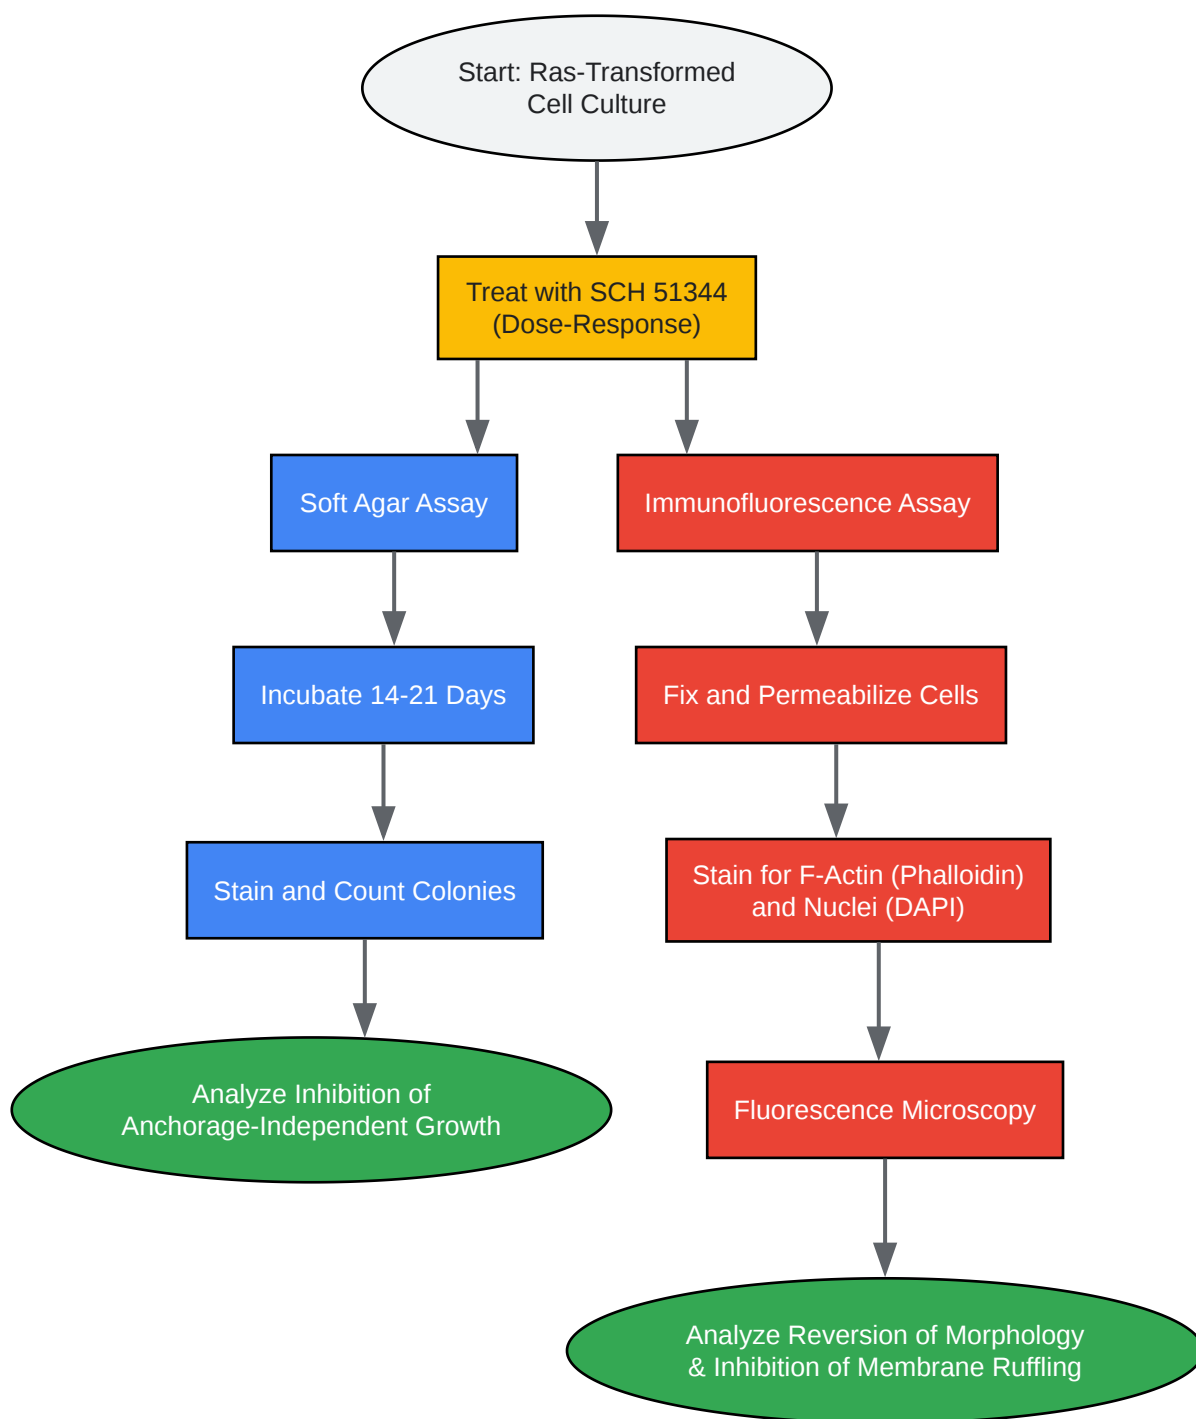 Start: Ras-Transformed
Cell Culture
Treat with SCH 51344
(Dose-Response)
Soft Agar Assay
Immunofluorescence Assay
Incubate 14-21 Days
Fix and Permeabilize Cells
Stain and Count Colonies
Stain for F-Actin (Phalloidin)
and Nuclei (DAPI)
Analyze Inhibition of
Anchorage-Independent Growth
Fluorescence Microscopy
Analyze Reversion of Morphology
& Inhibition of Membrane Ruffling